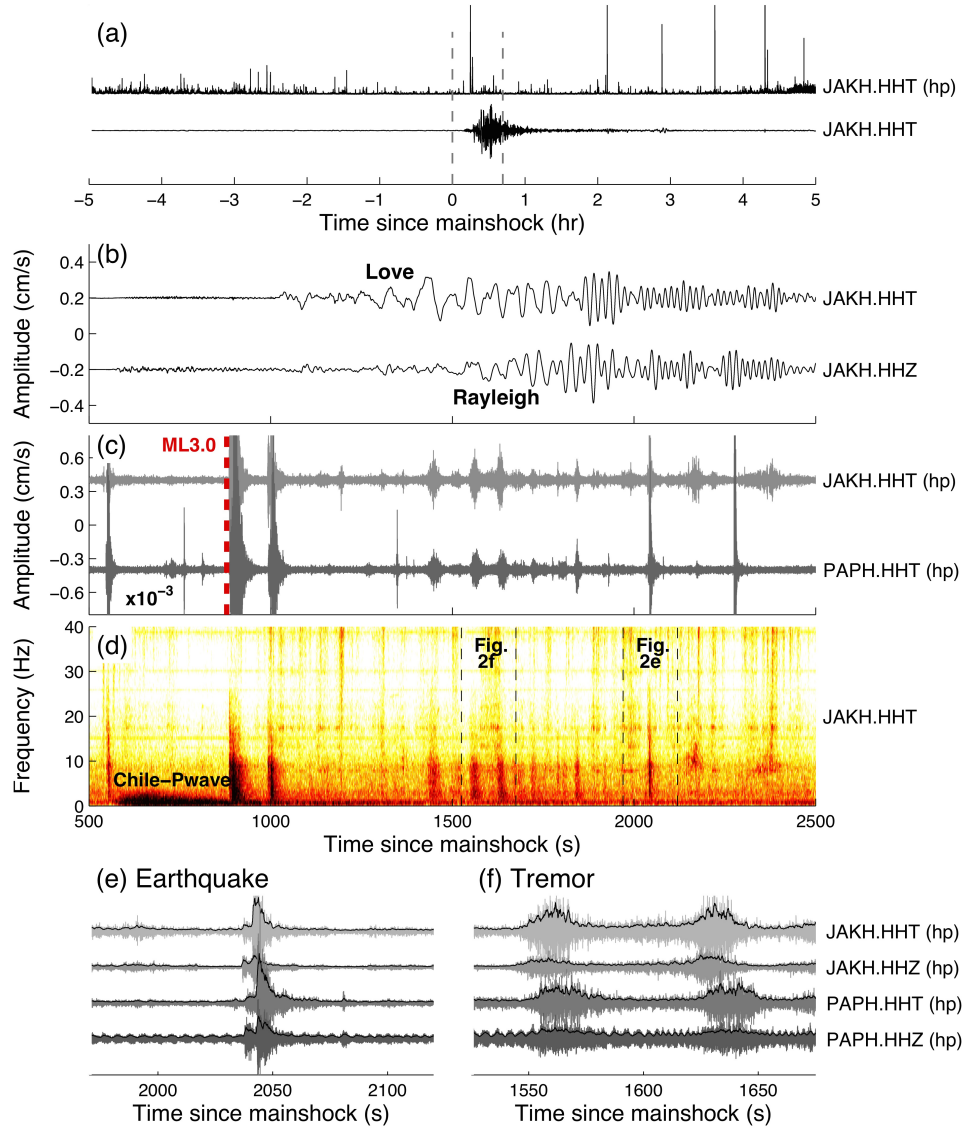 (a)
JAKH.HHT (hp)
JAKH.HHT
−5 −4 −3 −2 −1 0 1 2 3 4 5
Time since mainshock (hr)
(b)
Amplitude (cm/s)
0.4
0.2
0
−0.2
−0.4
Love
Rayleigh
JAKH.HHT
JAKH.HHZ
(c)
ML3.0
Amplitude (cm/s)
0.6
0.3
0
−0.3
−0.6
x10−3
JAKH.HHT (hp)
PAPH.HHT (hp)
(d)
Frequency (Hz)
40
30
20
10
0
Fig.
2f
Fig.
2e
Chile−Pwave
JAKH.HHT
500 1000 1500 2000 2500
Time since mainshock (s)
(e) Earthquake
2000 2050 2100
Time since mainshock (s)
(f) Tremor
JAKH.HHT (hp)
JAKH.HHZ (hp)
PAPH.HHT (hp)
PAPH.HHZ (hp)
1550 1600 1650
Time since mainshock (s)